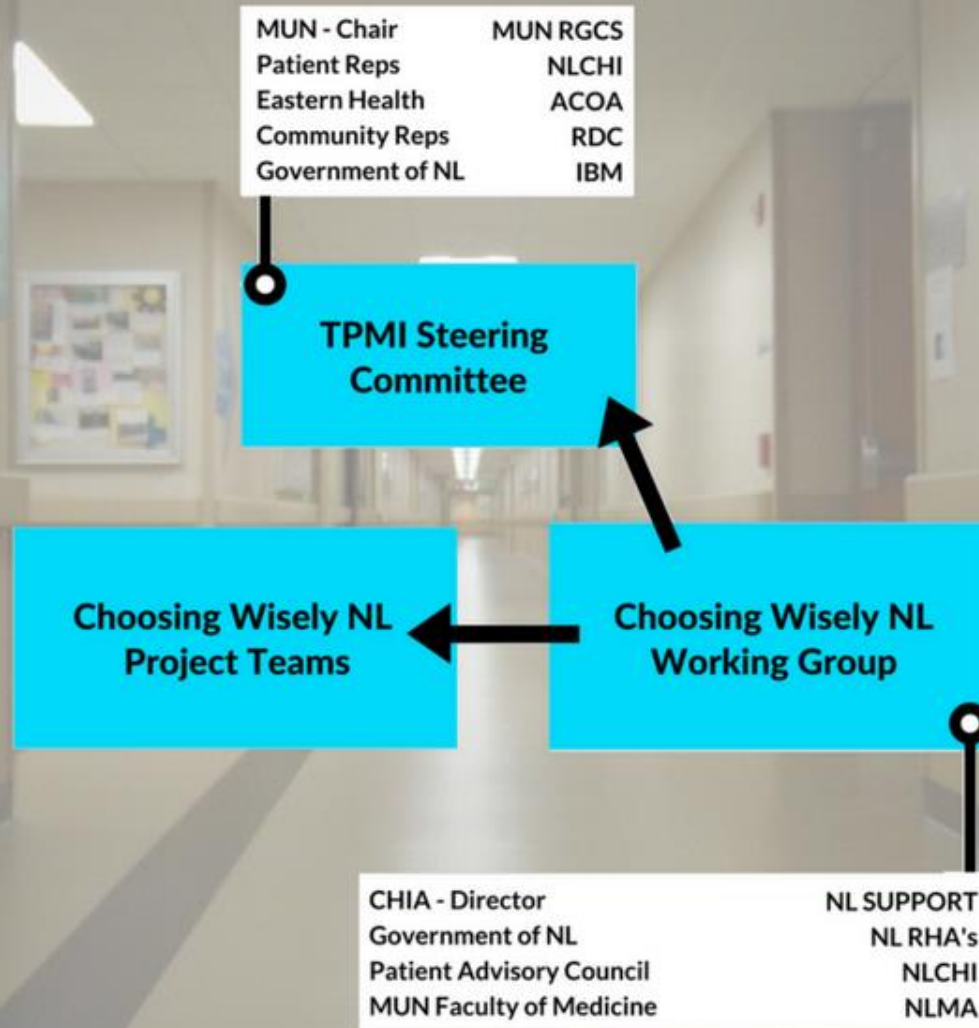 MUN - Chair MUN RGCS
Patient Reps NLCHI
Eastern Health ACOA
Community Reps RDC
Government of NL IBM
TPMI Steering
Committee
Choosing Wisely NL
Project Teams
Choosing Wisely NL
Working Group
CHIA - Director NL SUPPORT
Government of NL NL RHA's
Patient Advisory Council NLCHI
MUN Faculty of Medicine NLMA